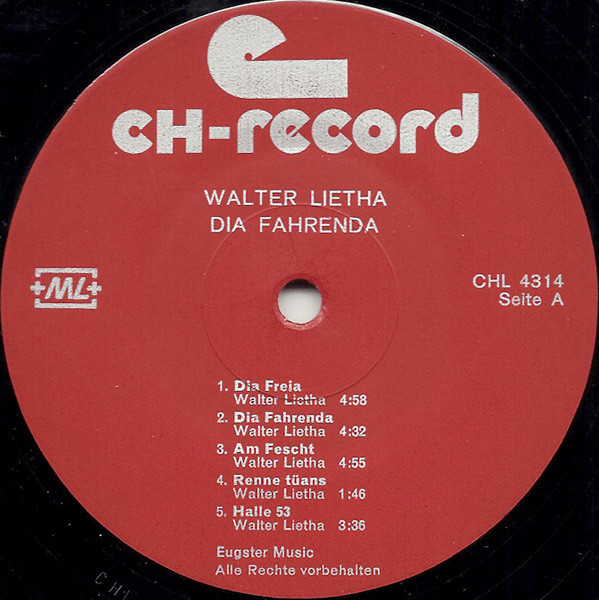 CH-record
WALTER LIETHA
DIA FAHRENDA
+ML+
CHL 4314
Seite A
1. Dia Freia
Walter Lietha 4:58
2. Dia Fahrenda
Walter Lietha 4:32
3. Am Fescht
Walter Lietha 4:55
4. Renne tüans
Walter Lietha 1:46
5. Halle 53
Walter Lietha 3:36
Eugster Music
Alle Rechte vorbehalten